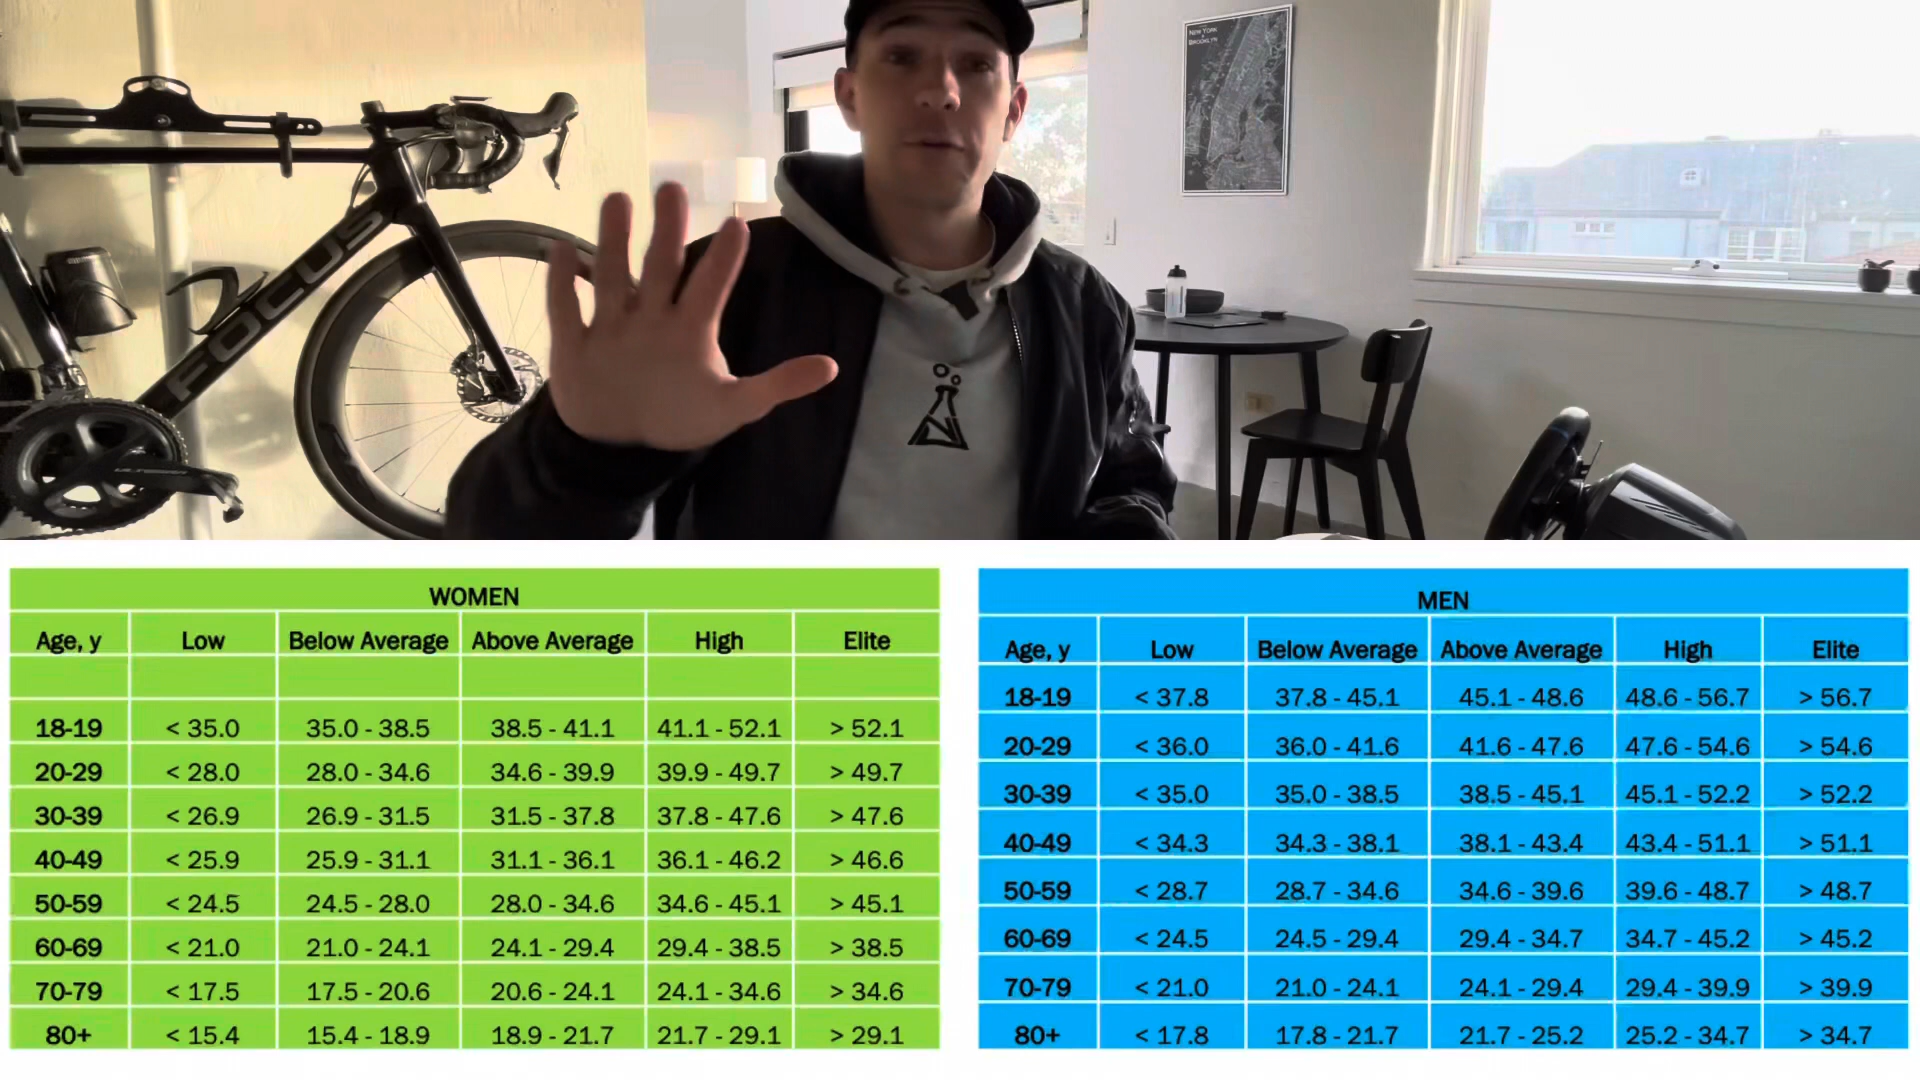 NEW YORK
BROOKLYN
FOCUS
WOMEN
Age, y Low Below Average Above Average High Elite
18-19 < 35.0 35.0 - 38.5 38.5 - 41.1 41.1 - 52.1 > 52.1
20-29 < 28.0 28.0 - 34.6 34.6 - 39.9 39.9 - 49.7 > 49.7
30-39 < 26.9 26.9 - 31.5 31.5 - 37.8 37.8 - 47.6 > 47.6
40-49 < 25.9 25.9 - 31.1 31.1 - 36.1 36.1 - 46.2 > 46.6
50-59 < 24.5 24.5 - 28.0 28.0 - 34.6 34.6 - 45.1 > 45.1
60-69 < 21.0 21.0 - 24.1 24.1 - 29.4 29.4 - 38.5 > 38.5
70-79 < 17.5 17.5 - 20.6 20.6 - 24.1 24.1 - 34.6 > 34.6
80+ < 15.4 15.4 - 18.9 18.9 - 21.7 21.7 - 29.1 > 29.1
MEN
Age, y Low Below Average Above Average High Elite
18-19 < 37.8 37.8 - 45.1 45.1 - 48.6 48.6 - 56.7 > 56.7
20-29 < 36.0 36.0 - 41.6 41.6 - 47.6 47.6 - 54.6 > 54.6
30-39 < 35.0 35.0 - 38.5 38.5 - 45.1 45.1 - 52.2 > 52.2
40-49 < 34.3 34.3 - 38.1 38.1 - 43.4 43.4 - 51.1 > 51.1
50-59 < 28.7 28.7 - 34.6 34.6 - 39.6 39.6 - 48.7 > 48.7
60-69 < 24.5 24.5 - 29.4 29.4 - 34.7 34.7 - 45.2 > 45.2
70-79 < 21.0 21.0 - 24.1 24.1 - 29.4 29.4 - 39.9 > 39.9
80+ < 17.8 17.8 - 21.7 21.7 - 25.2 25.2 - 34.7 > 34.7